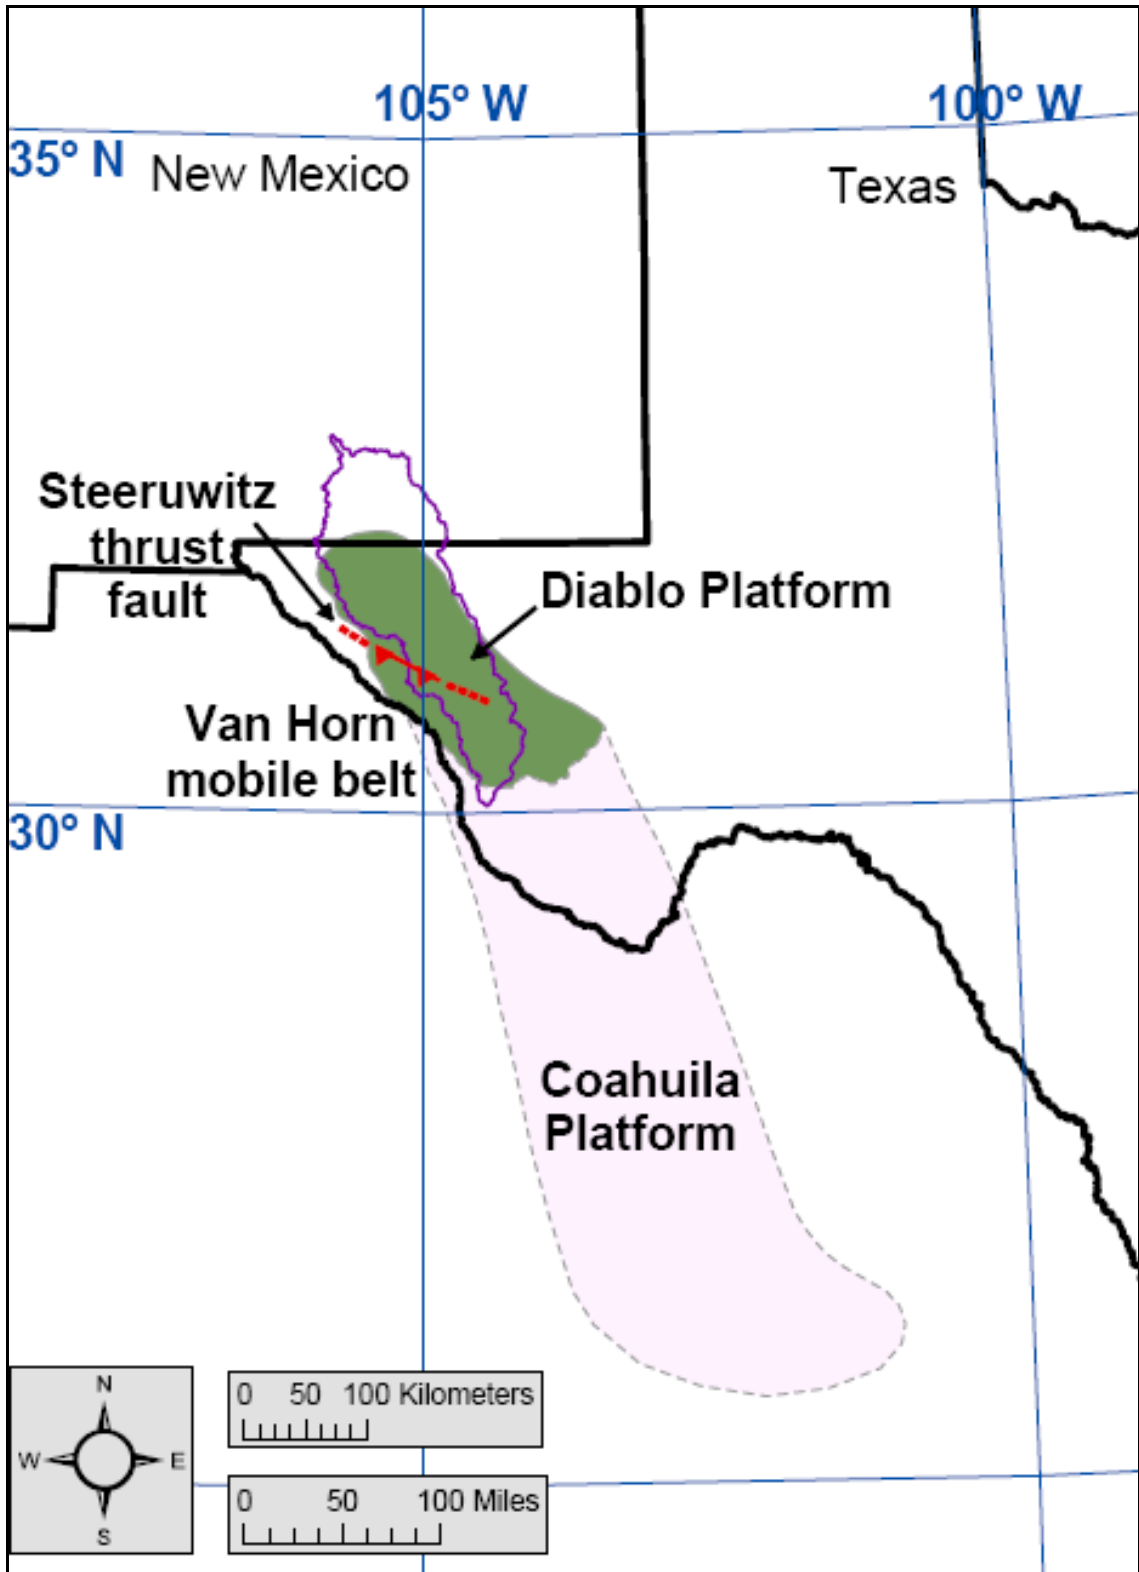 105° W
100° W
35° N
New Mexico
Texas
Steeruwitz
thrust
fault
Diablo Platform
Van Horn
mobile belt
30° N
Coahuila
Platform
N
W
E
S
0 50 100 Kilometers
0 50 100 Miles